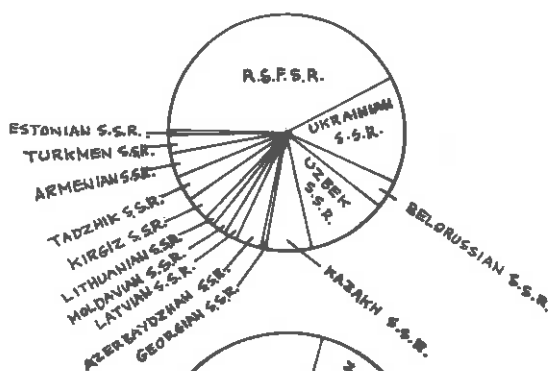 R.S.F.S.R.
UKRAINIAN
S.S.R.
UZBEK
S.S.R.
BELORUSSIAN S.S.R.
KAZAKH S.S.R.
ESTONIAN S.S.R.
TURKMEN S.S.R.
ARMENIAN S.S.R.
TADZHIK S.S.R.
KIRGIZ S.S.R.
LITHUANIAN S.S.R.
MOLDAVIAN S.S.R.
LATVIAN S.S.R.
AZERBAYDZHAN S.S.R.
GEORGIAN S.S.R.